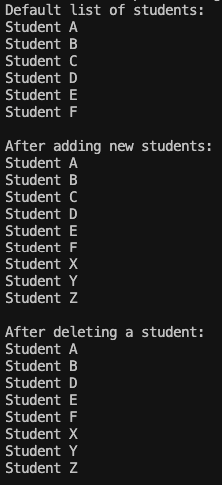 Default list of students:
Student A
Student B
Student C
Student D
Student E
Student F

After adding new students:
Student A
Student B
Student C
Student D
Student E
Student F
Student X
Student Y
Student Z

After deleting a student:
Student A
Student B
Student D
Student E
Student F
Student X
Student Y
Student Z